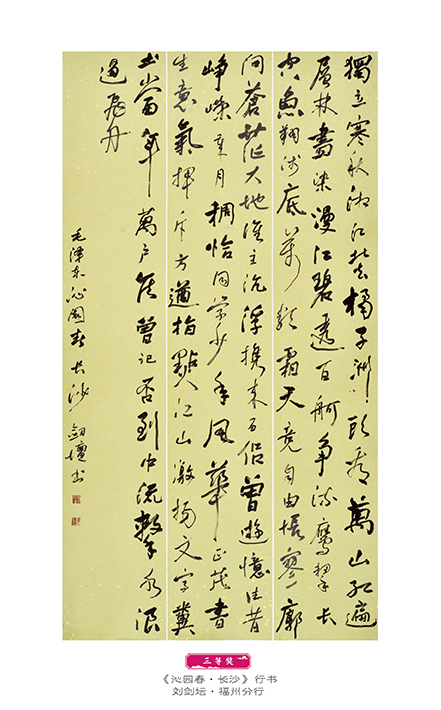 獨立寒秋湘江北去橘子洲頭看萬山紅遍
層林盡染漫江碧透百舸爭流鷹擊長
空魚翔淺底萬類霜天競自由悵寥廓
問蒼茫大地誰主沉浮攜來百侶曾遊憶往昔
崢嶸歲月稠恰同學少年風華正茂書
生意氣揮斥方遒指點江山激揚文字糞
土當年萬戶侯曾記否到中流擊水浪
遏飛舟
毛澤東沁園春長沙 劍壇書
三等奖
《沁园春·长沙》行书
刘剑坛·福州分行